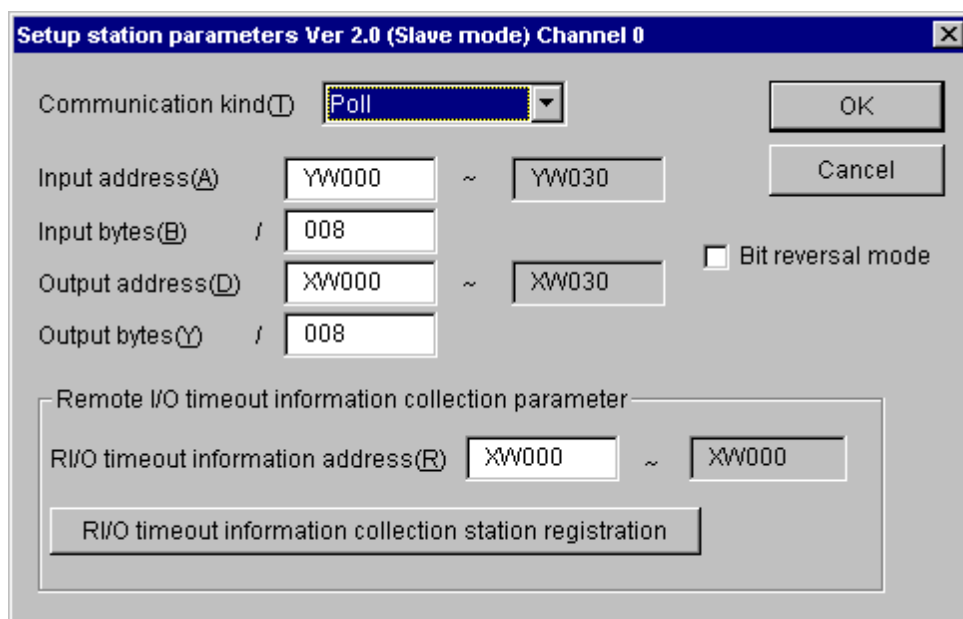 Setup station parameters Ver 2.0 (Slave mode) Channel 0
Communication kind(T) Poll
OK
Cancel
Input address(A) YW000 ~ YW030
Input bytes(B) / 008
Bit reversal mode
Output address(D) XW000 ~ XW030
Output bytes(Y) / 008
Remote I/O timeout information collection parameter
RI/O timeout information address(R) XW000 ~ XW000
RI/O timeout information collection station registration